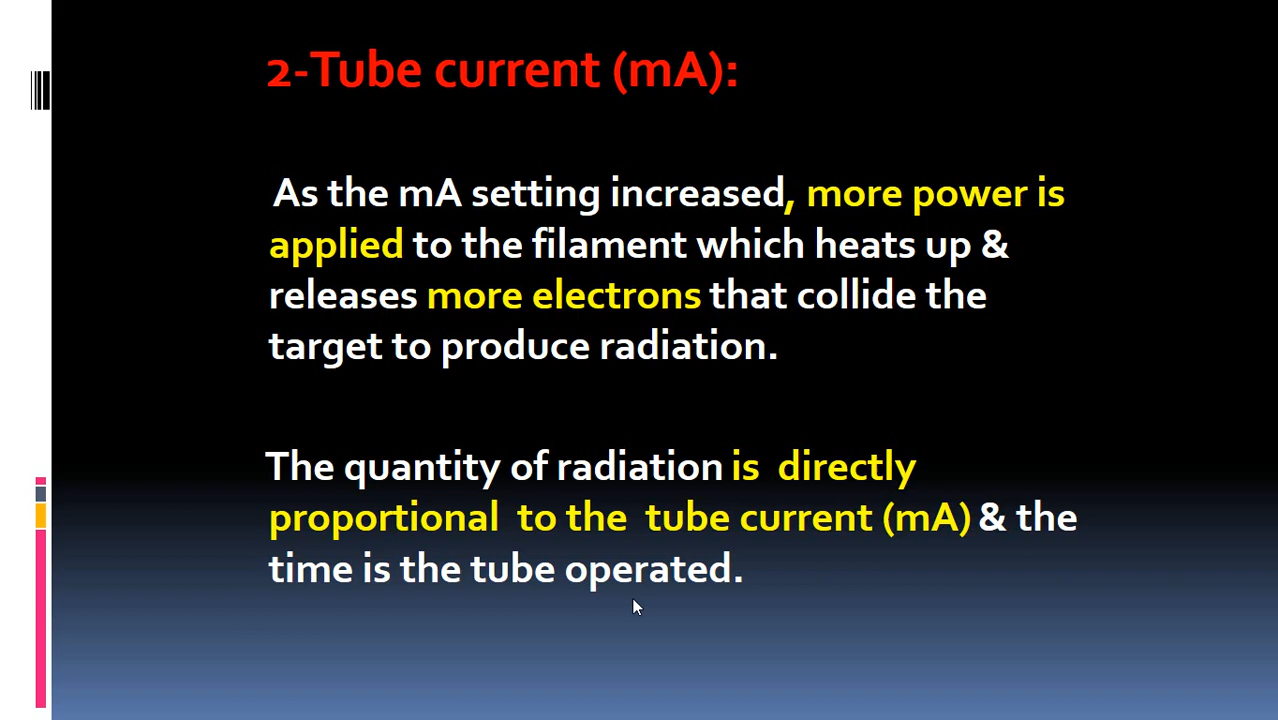 2-Tube current (mA):
As the mA setting increased, more power is
applied to the filament which heats up &
releases more electrons that collide the
target to produce radiation.
The quantity of radiation is directly
proportional to the tube current (mA) & the
time is the tube operated.